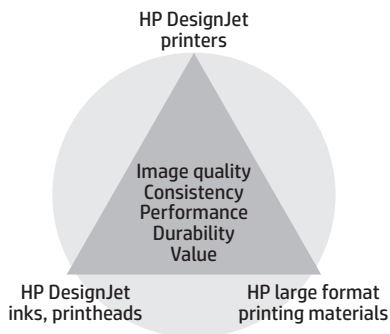 HP DesignJet
printers
Image quality
Consistency
Performance
Durability
Value
HP DesignJet
inks, printheads
HP large format
printing materials